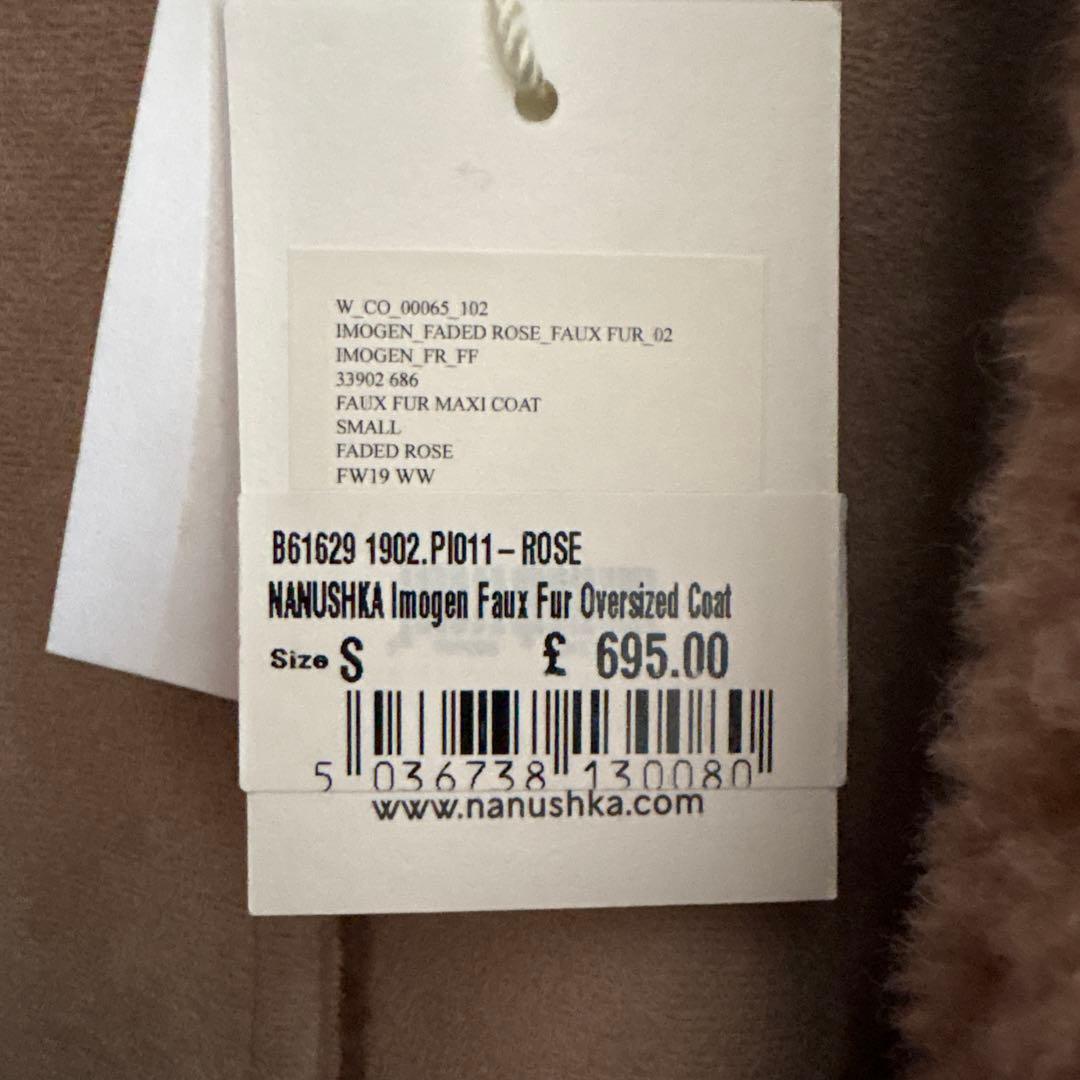 W_CO_00065_102
IMOGEN_FADED ROSE_FAUX FUR_02
IMOGEN_FR_FF
33902 686
FAUX FUR MAXI COAT
SMALL
FADED ROSE
FW19 WW
B61629 1902.PI011 – ROSE
NANUSHKA Imogen Faux Fur Oversized Coat
Size S £ 695.00
5 036738 130080
www.nanushka.com